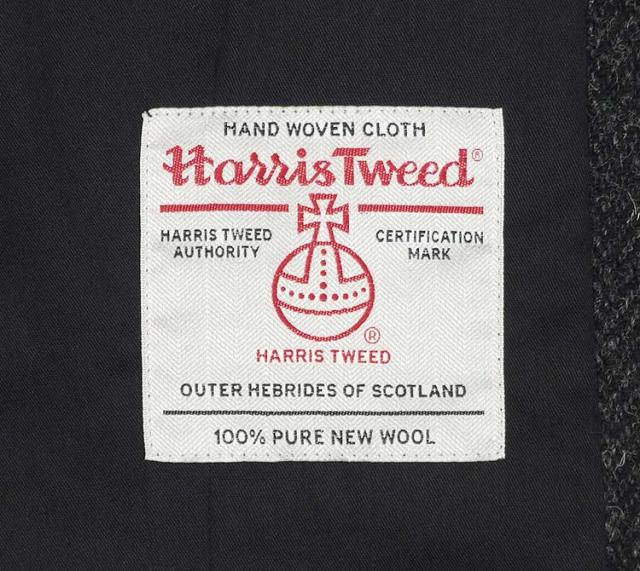 HAND WOVEN CLOTH
Harris Tweed®
HARRIS TWEED AUTHORITY
CERTIFICATION MARK
®
HARRIS TWEED
OUTER HEBRIDES OF SCOTLAND
100% PURE NEW WOOL